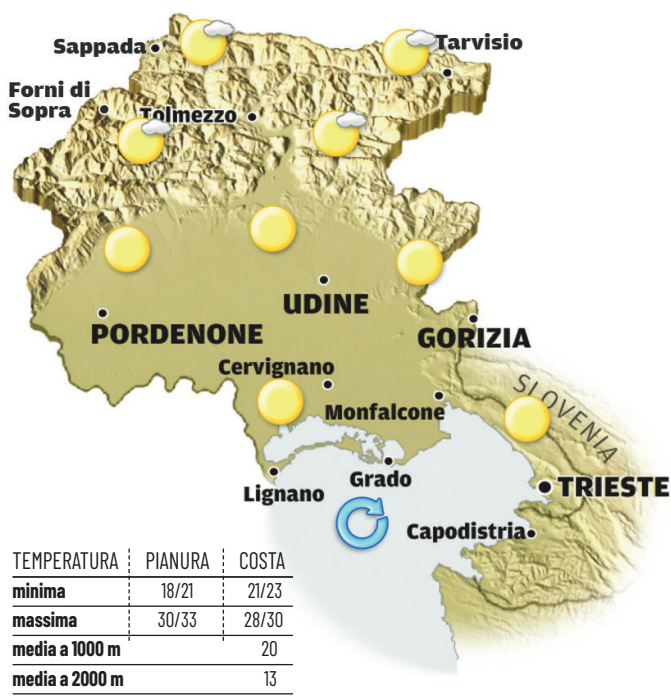 Sappada
Tarvisio
Forni di
Sopra
Tolmezzo
UDINE
PORDENONE
GORIZIA
Cervignano
SLOVENIA
Monfalcone
Grado
Lignano
TRIESTE
Capodistria
TEMPERATURA PIANURA COSTA
minima 18/21 21/23
massima 30/33 28/30
media a 1000 m 20
media a 2000 m 13